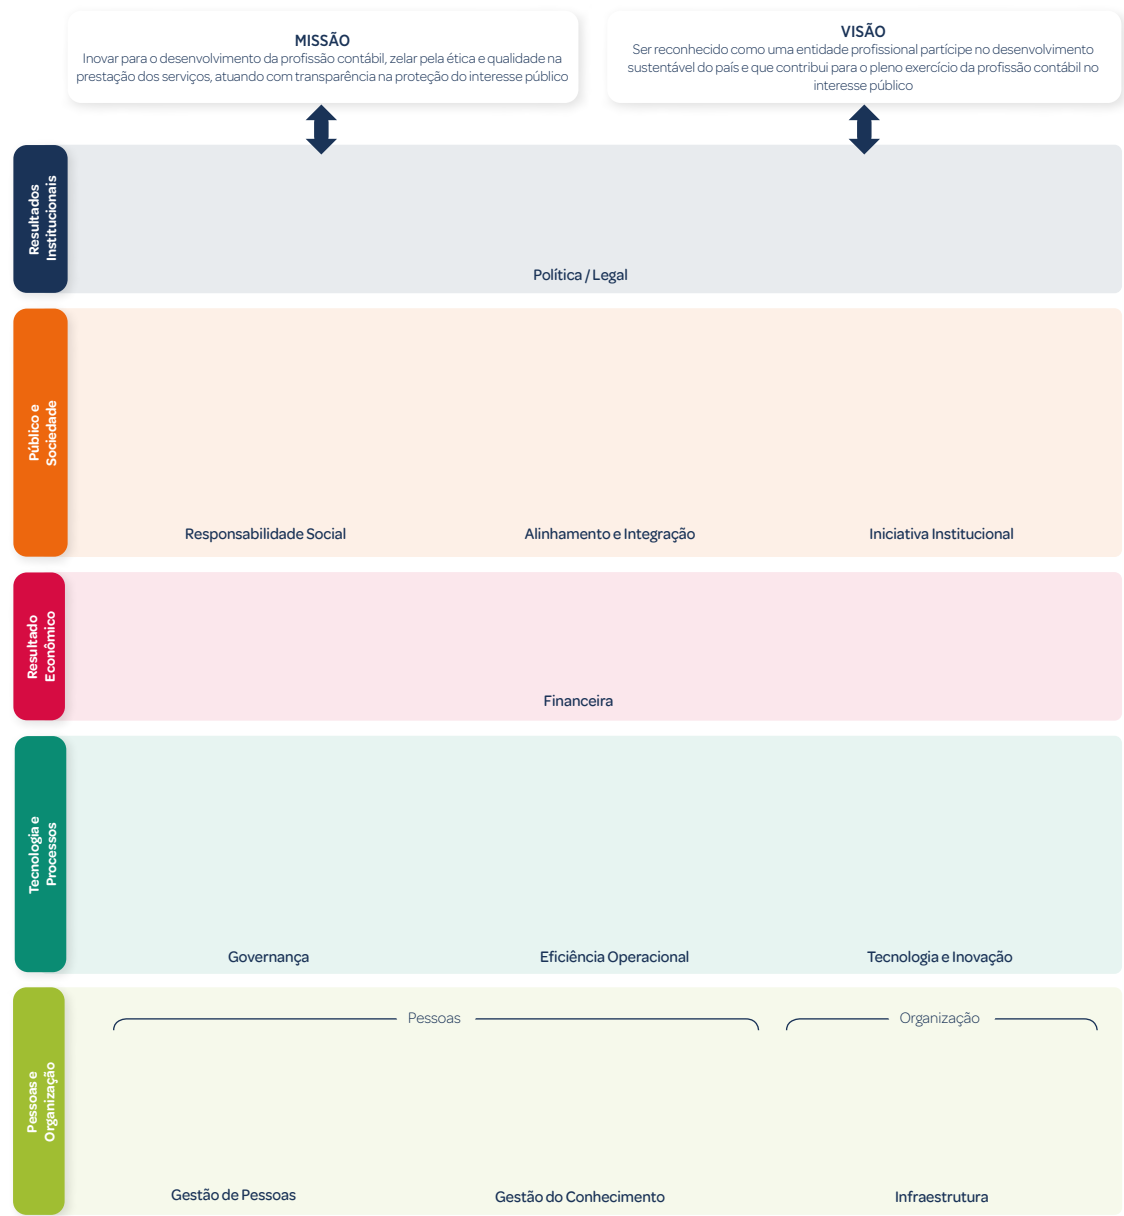 MISSÃO
Inovar para o desenvolvimento da profissão contábil, zelar pela ética e qualidade na
prestação dos serviços, atuando com transparência na proteção do interesse público
VISÃO
Ser reconhecido como uma entidade profissional partícipe no desenvolvimento
sustentável do país e que contribui para o pleno exercício da profissão contábil no
interesse público
Resultados
Institucionais
Política / Legal
Público e
Sociedade
Responsabilidade Social
Alinhamento e Integração
Iniciativa Institucional
Resultado
Econômico
Financeira
Tecnologia e
Processos
Governança
Eficiência Operacional
Tecnologia e Inovação
Pessoas e
Organização
Pessoas
Organização
Gestão de Pessoas
Gestão do Conhecimento
Infraestrutura